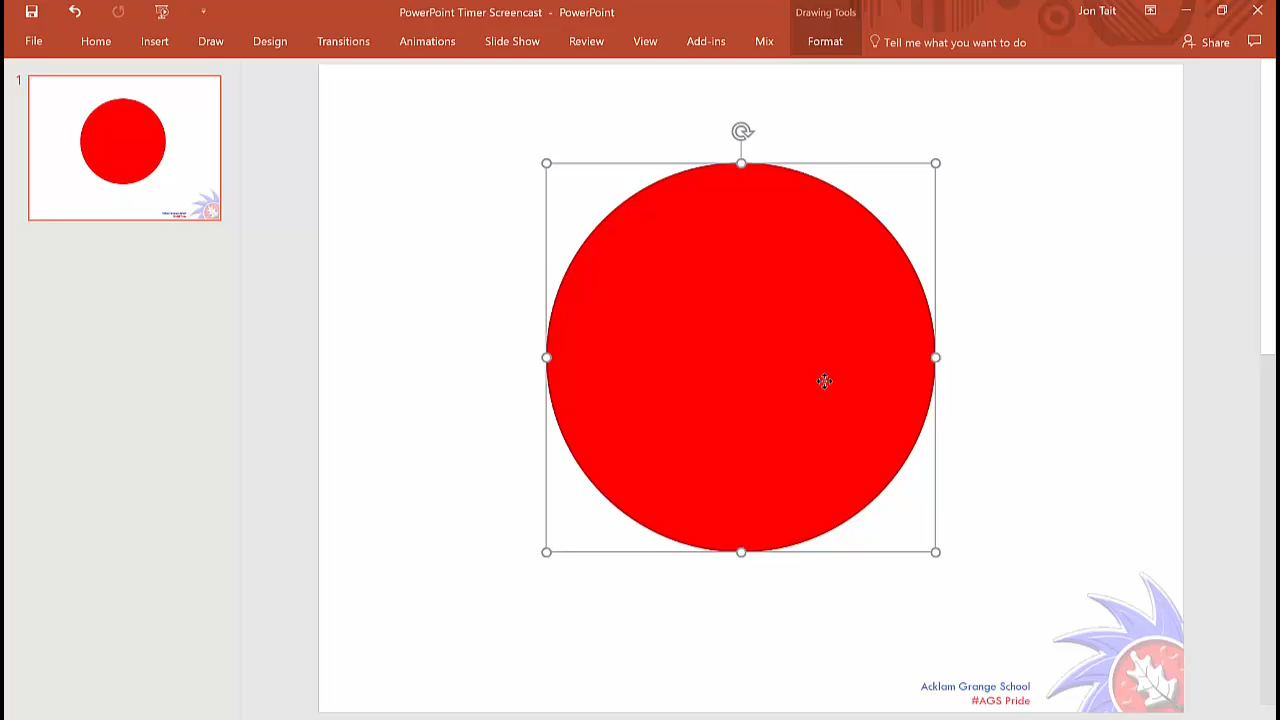 PowerPoint Timer Screencast - PowerPoint
Drawing Tools
Jon Tait
File Home Insert Draw Design Transitions Animations Slide Show Review View Add-ins Mix Format Tell me what you want to do Share
1
Acklam Grange School
#AGS Pride